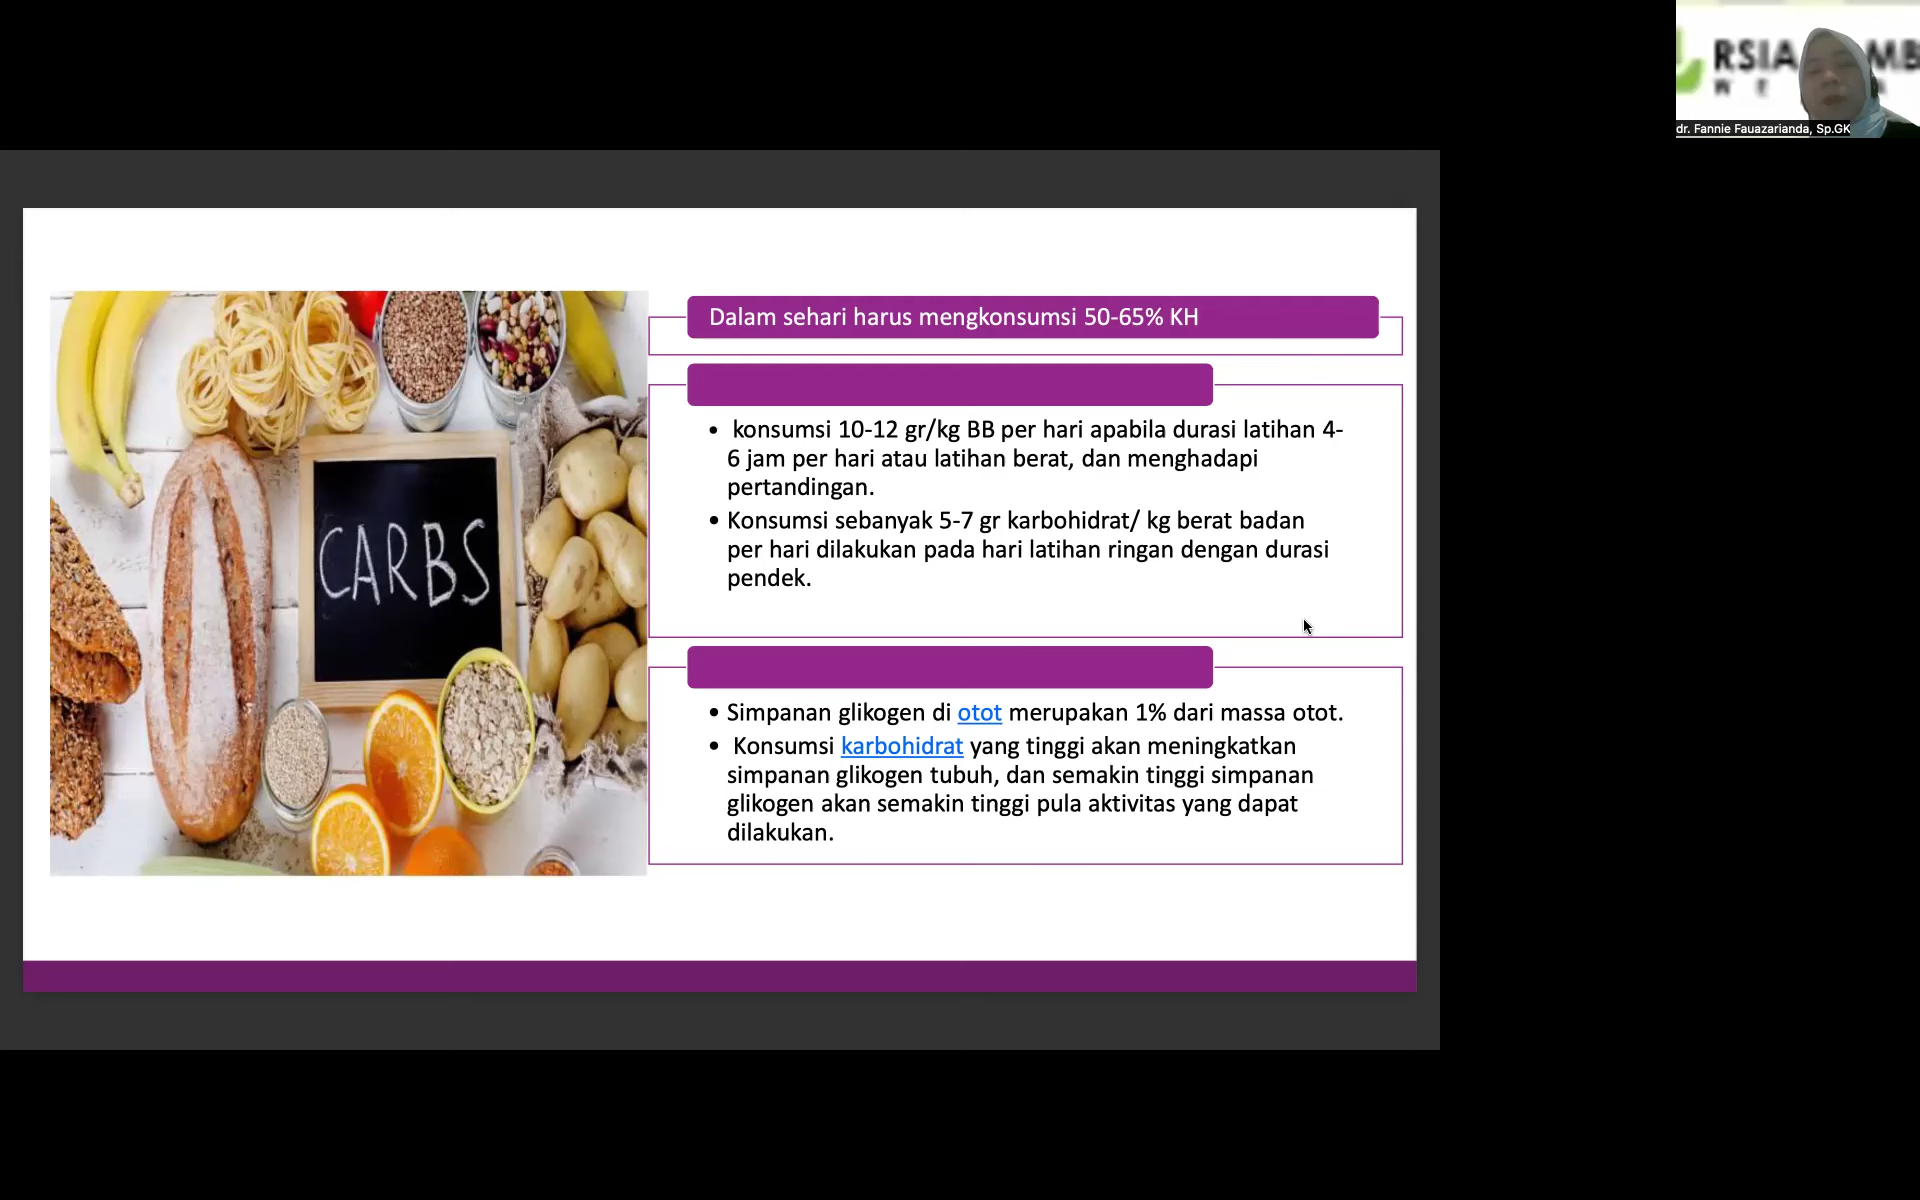 RSIA
dr. Fannie Fauazarianda, Sp.GK
CARBS
Dalam sehari harus mengkonsumsi 50-65% KH
• konsumsi 10-12 gr/kg BB per hari apabila durasi latihan 4-
6 jam per hari atau latihan berat, dan menghadapi
pertandingan.
• Konsumsi sebanyak 5-7 gr karbohidrat/ kg berat badan
per hari dilakukan pada hari latihan ringan dengan durasi
pendek.
• Simpanan glikogen di otot merupakan 1% dari massa otot.
• Konsumsi karbohidrat yang tinggi akan meningkatkan
simpanan glikogen tubuh, dan semakin tinggi simpanan
glikogen akan semakin tinggi pula aktivitas yang dapat
dilakukan.